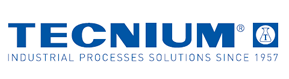 TECNIUM®
INDUSTRIAL PROCESSES SOLUTIONS SINCE 1957